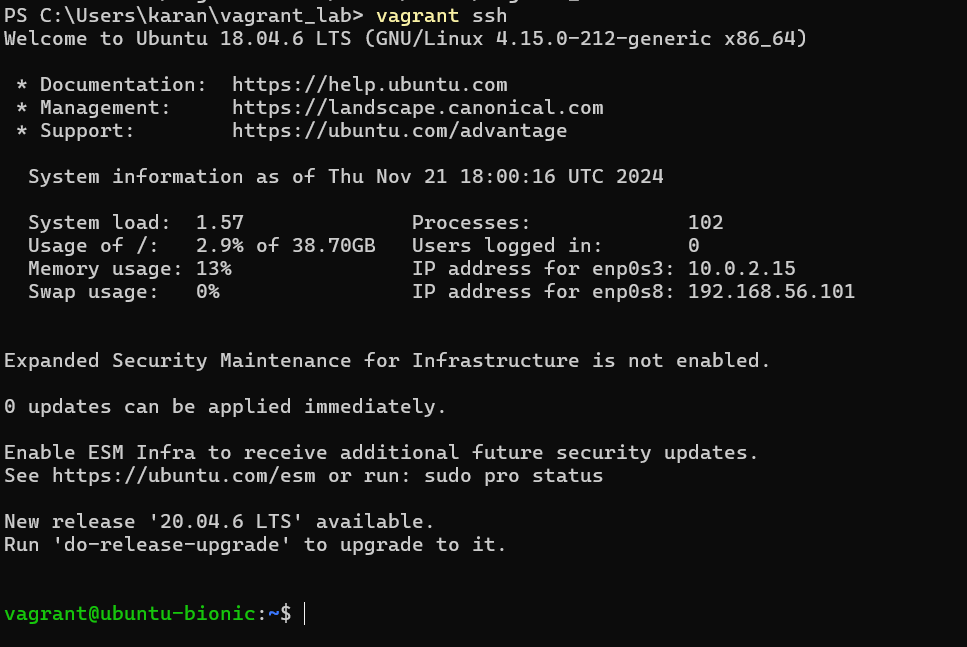 PS C:\Users\karan\vagrant_lab> vagrant ssh
Welcome to Ubuntu 18.04.6 LTS (GNU/Linux 4.15.0-212-generic x86_64)
* Documentation:  https://help.ubuntu.com
* Management:     https://landscape.canonical.com
* Support:        https://ubuntu.com/advantage
System information as of Thu Nov 21 18:00:16 UTC 2024
System load:  1.57              Processes:             102
Usage of /:   2.9% of 38.70GB   Users logged in:       0
Memory usage: 13%               IP address for enp0s3: 10.0.2.15
Swap usage:   0%                IP address for enp0s8: 192.168.56.101
Expanded Security Maintenance for Infrastructure is not enabled.
0 updates can be applied immediately.
Enable ESM Infra to receive additional future security updates.
See https://ubuntu.com/esm or run: sudo pro status
New release '20.04.6 LTS' available.
Run 'do-release-upgrade' to upgrade to it.
vagrant@ubuntu-bionic:~$